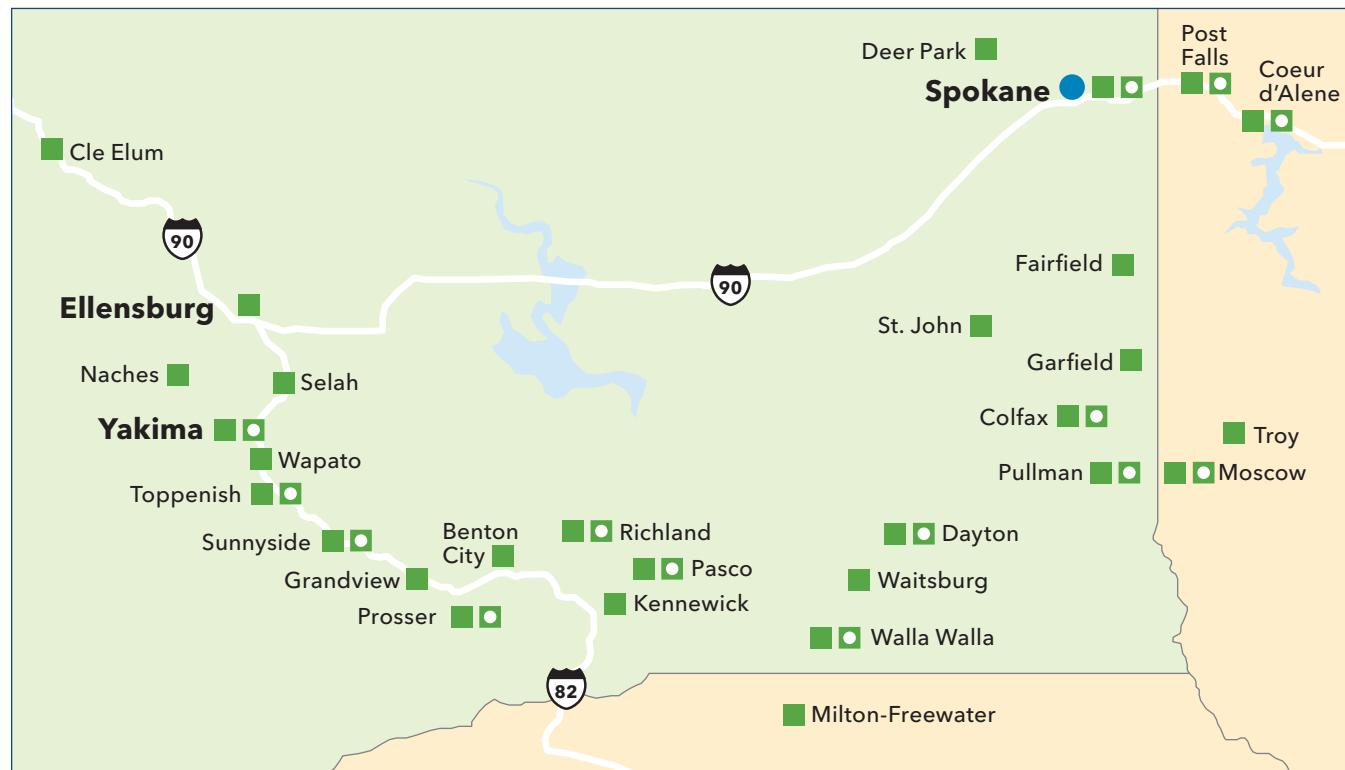 Deer Park
Post
Falls
Spokane
Coeur
d’Alene
Cle Elum
90
Fairfield
90
Ellensburg
St. John
Garfield
Naches
Selah
Colfax
Yakima
Troy
Wapato
Pullman
Moscow
Toppenish
Benton
City
Richland
Dayton
Sunnyside
Pasco
Grandview
Waitsburg
Kennewick
Prosser
Walla Walla
82
Milton-Freewater